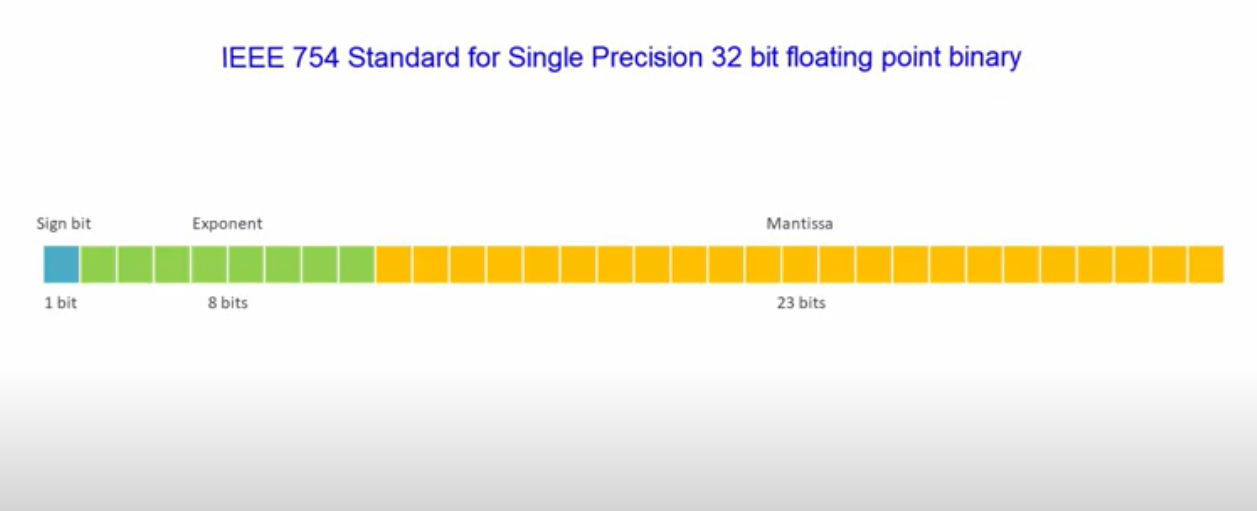 IEEE 754 Standard for Single Precision 32 bit floating point binary
Sign bit Exponent Mantissa
1 bit 8 bits 23 bits